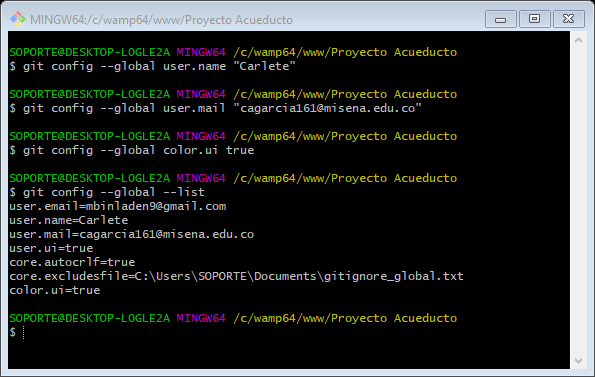 MINGW64:/c/wamp64/www/Proyecto Acueducto
SOPORTE@DESKTOP-LOGLE2A MINGW64 /c/wamp64/www/Proyecto Acueducto
$ git config --global user.name "Carlete"
SOPORTE@DESKTOP-LOGLE2A MINGW64 /c/wamp64/www/Proyecto Acueducto
$ git config --global user.mail "cagarcia161@misena.edu.co"
SOPORTE@DESKTOP-LOGLE2A MINGW64 /c/wamp64/www/Proyecto Acueducto
$ git config --global color.ui true
SOPORTE@DESKTOP-LOGLE2A MINGW64 /c/wamp64/www/Proyecto Acueducto
$ git config --global --list
user.email=mbinladen9@gmail.com
user.name=Carlete
user.mail=cagarcia161@misena.edu.co
user.ui=true
core.autocrlf=true
core.excludesfile=C:\Users\SOPORTE\Documents\gitignore_global.txt
color.ui=true
SOPORTE@DESKTOP-LOGLE2A MINGW64 /c/wamp64/www/Proyecto Acueducto
$